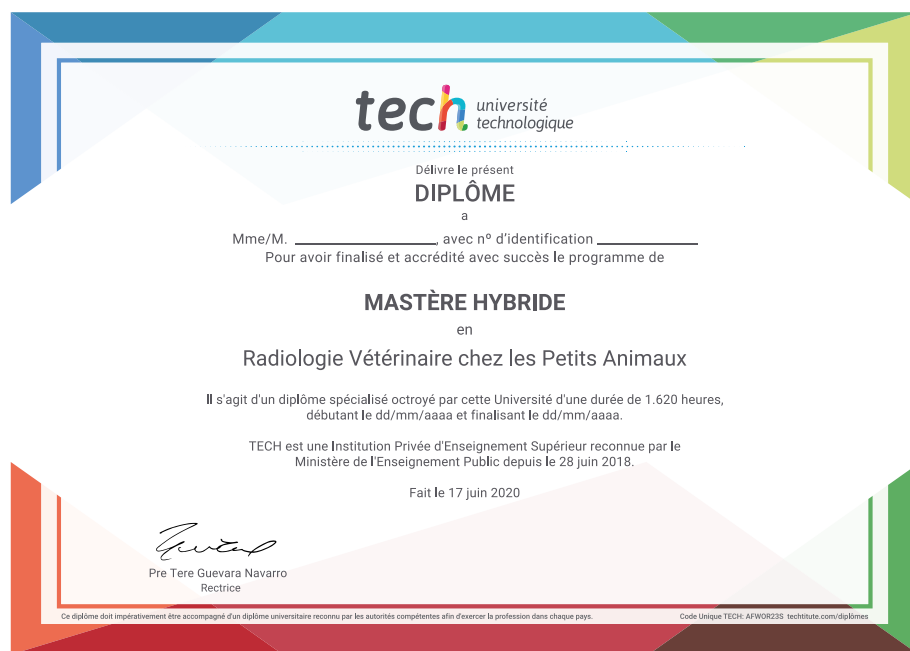 tech université
technologique
Délivre le présent
DIPLÔME
a
Mme/M. ____________________, avec nº d'identification ______________
Pour avoir finalisé et accrédité avec succès le programme de
MASTÈRE HYBRIDE
en
Radiologie Vétérinaire chez les Petits Animaux
Il s'agit d'un diplôme spécialisé octroyé par cette Université d'une durée de 1.620 heures,
débutant le dd/mm/aaaa et finalisant le dd/mm/aaaa.
TECH est une Institution Privée d'Enseignement Supérieur reconnue par le
Ministère de l'Enseignement Public depuis le 28 juin 2018.
Fait le 17 juin 2020
Pre Tere Guevara Navarro
Rectrice
Ce diplôme doit impérativement être accompagné d'un diplôme universitaire reconnu par les autorités compétentes afin d'exercer la profession dans chaque pays. Code Unique TECH: AFWOR23S techtitute.com/diplômes